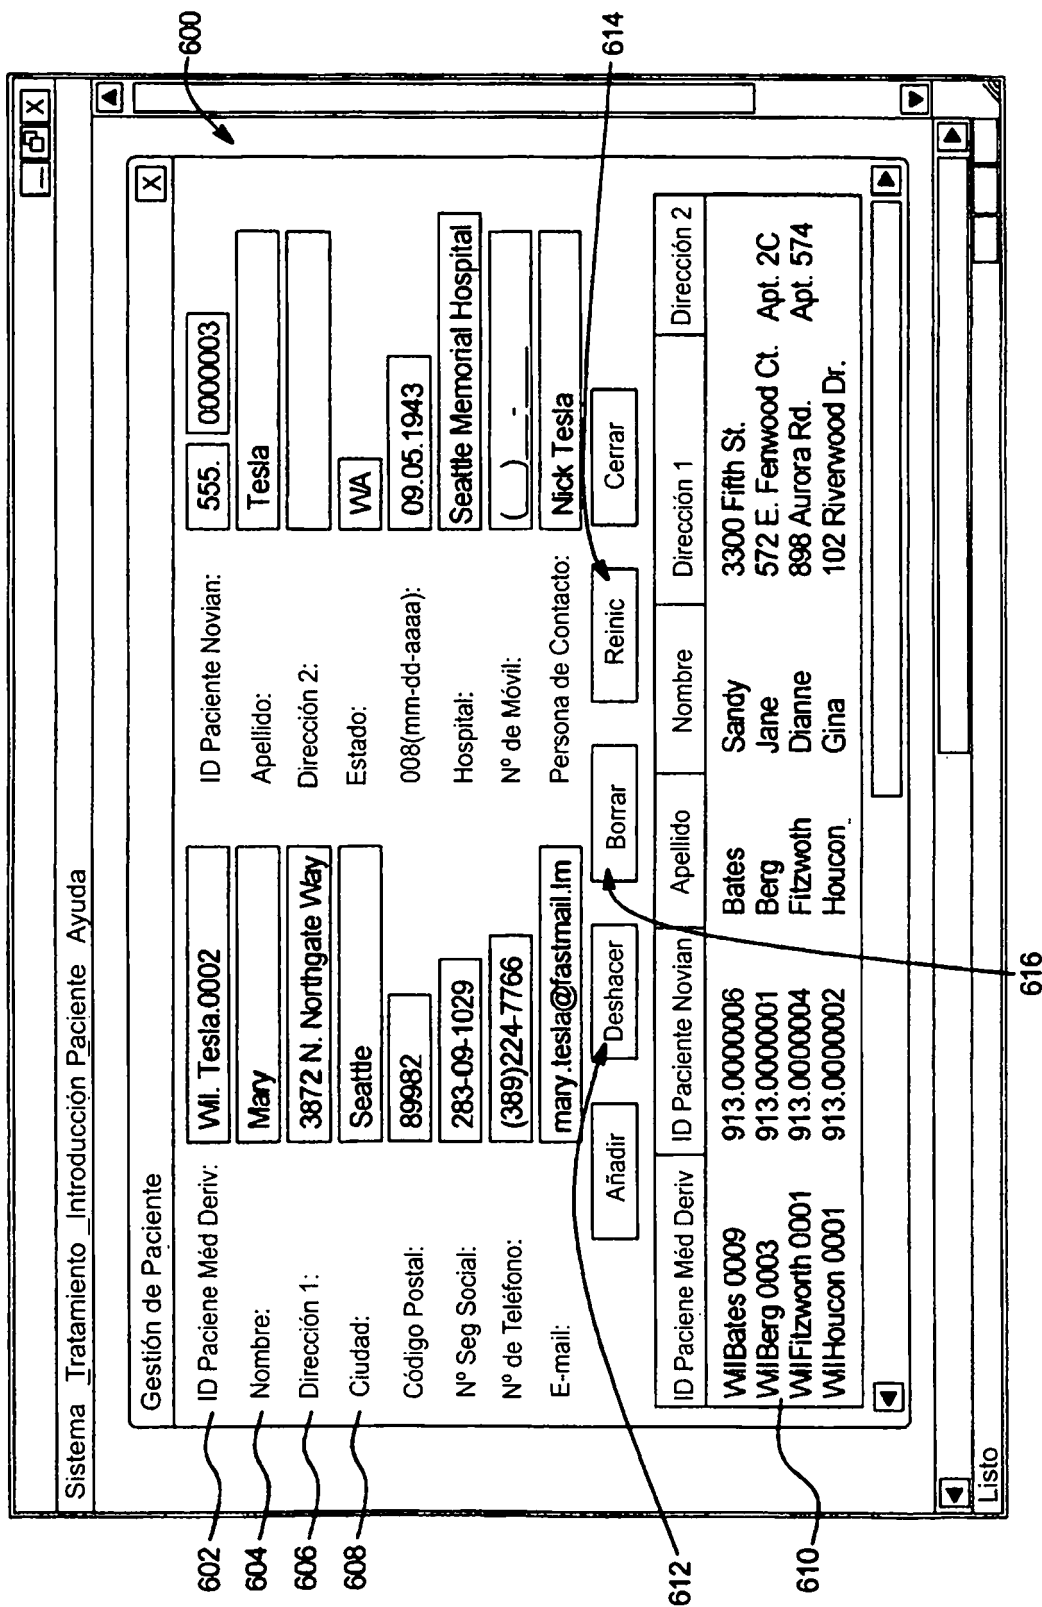 600
Sistema Tratamiento Introducción Paciente Ayuda
Gestión de Paciente
X
X
602
ID Paciene Méd Deriv: Wil. Tesla.0002 ID Paciente Novian: 555. 0000003
604
Nombre: Mary Apellido: Tesla
606
Dirección 1: 3872 N. Northgate Way Dirección 2:
608
Ciudad: Seattle Estado: WA
Código Postal: 89982 008(mm-dd-aaaa): 09.05.1943
Nº Seg Social: 283-09-1029 Hospital: Seattle Memorial Hospital
Nº de Teléfono: (389)224-7766 Nº de Móvil: (_)_-_
E-mail: mary.tesla@fastmail.Im Persona de Contacto: Nick Tesla
614
Añadir Deshacer Borrar Reinic Cerrar
612
ID Paciene Méd Deriv ID Paciente Novian Apellido Nombre Dirección 1 Dirección 2
WilBates 0009 913.0000006 Bates Sandy 3300 Fifth St.
WilBerg 0003 913.0000001 Berg Jane 572 E. Fenwood Ct. Apt. 2C
WilFitzworth 0001 913.0000004 Fitzwoth Dianne 898 Aurora Rd. Apt. 574
WilHoucon 0001 913.0000002 Houcon Gina 102 Riverwood Dr.
610
Listo
616